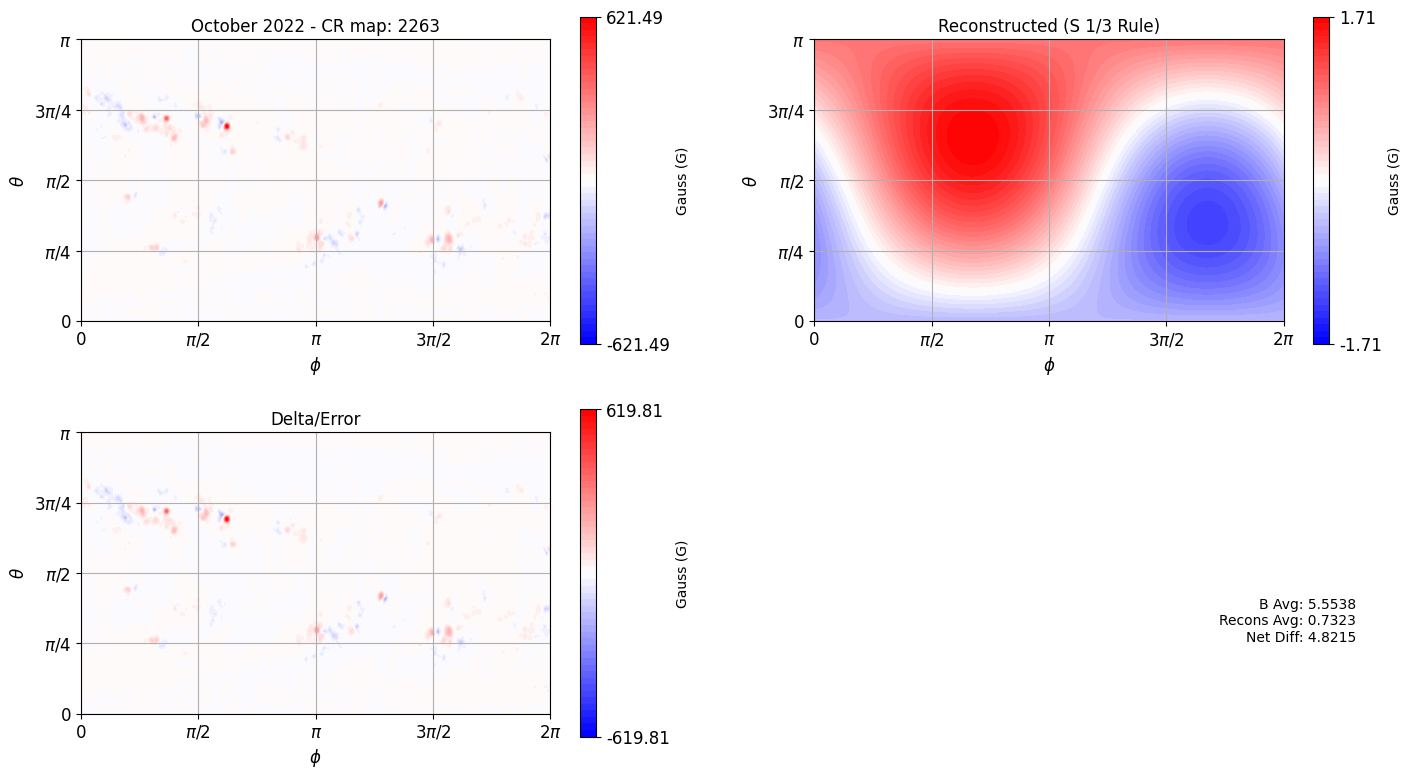 October 2022 - CR map: 2263
π
3π/4
π/2
π/4
0
θ
0
π/2
π
3π/2
2π
ϕ
621.49
-621.49
Gauss (G)
Reconstructed (S 1/3 Rule)
π
3π/4
π/2
π/4
0
θ
0
π/2
π
3π/2
2π
ϕ
1.71
-1.71
Gauss (G)
Delta/Error
π
3π/4
π/2
π/4
0
θ
0
π/2
π
3π/2
2π
ϕ
619.81
-619.81
Gauss (G)
B Avg: 5.5538
Recons Avg: 0.7323
Net Diff: 4.8215